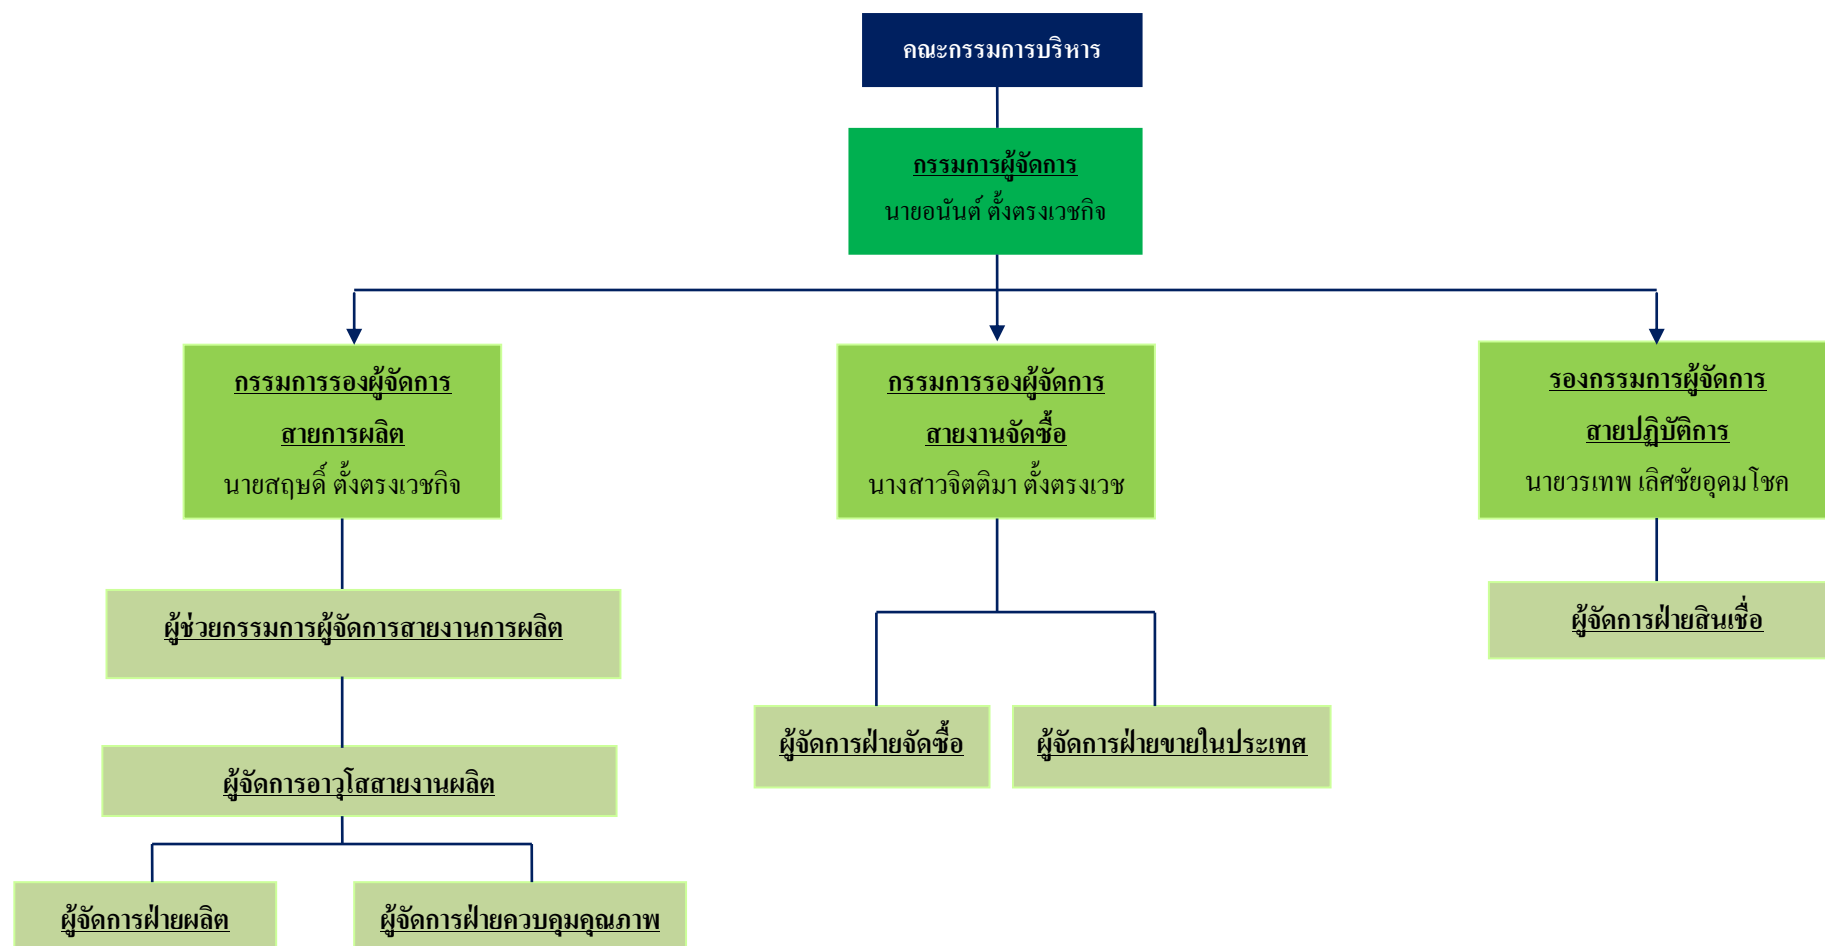 คณะกรรมการบริหาร
กรรมการผู้จัดการ
นายอนันต์ ตั้งตรงเวชกิจ
กรรมการรองผู้จัดการ
สายการผลิต
นายสฤษดิ์ ตั้งตรงเวชกิจ
กรรมการรองผู้จัดการ
สายงานจัดซื้อ
นางสาวจิตติมา ตั้งตรงเวช
รองกรรมการผู้จัดการ
สายปฏิบัติการ
นายวรเทพ เลิศชัยอุดมโชค
ผู้ช่วยกรรมการผู้จัดการสายงานการผลิต
ผู้จัดการฝ่ายสินเชื่อ
ผู้จัดการฝ่ายจัดซื้อ
ผู้จัดการฝ่ายขายในประเทศ
ผู้จัดการอาวุโสสายงานผลิต
ผู้จัดการฝ่ายผลิต
ผู้จัดการฝ่ายควบคุมคุณภาพ